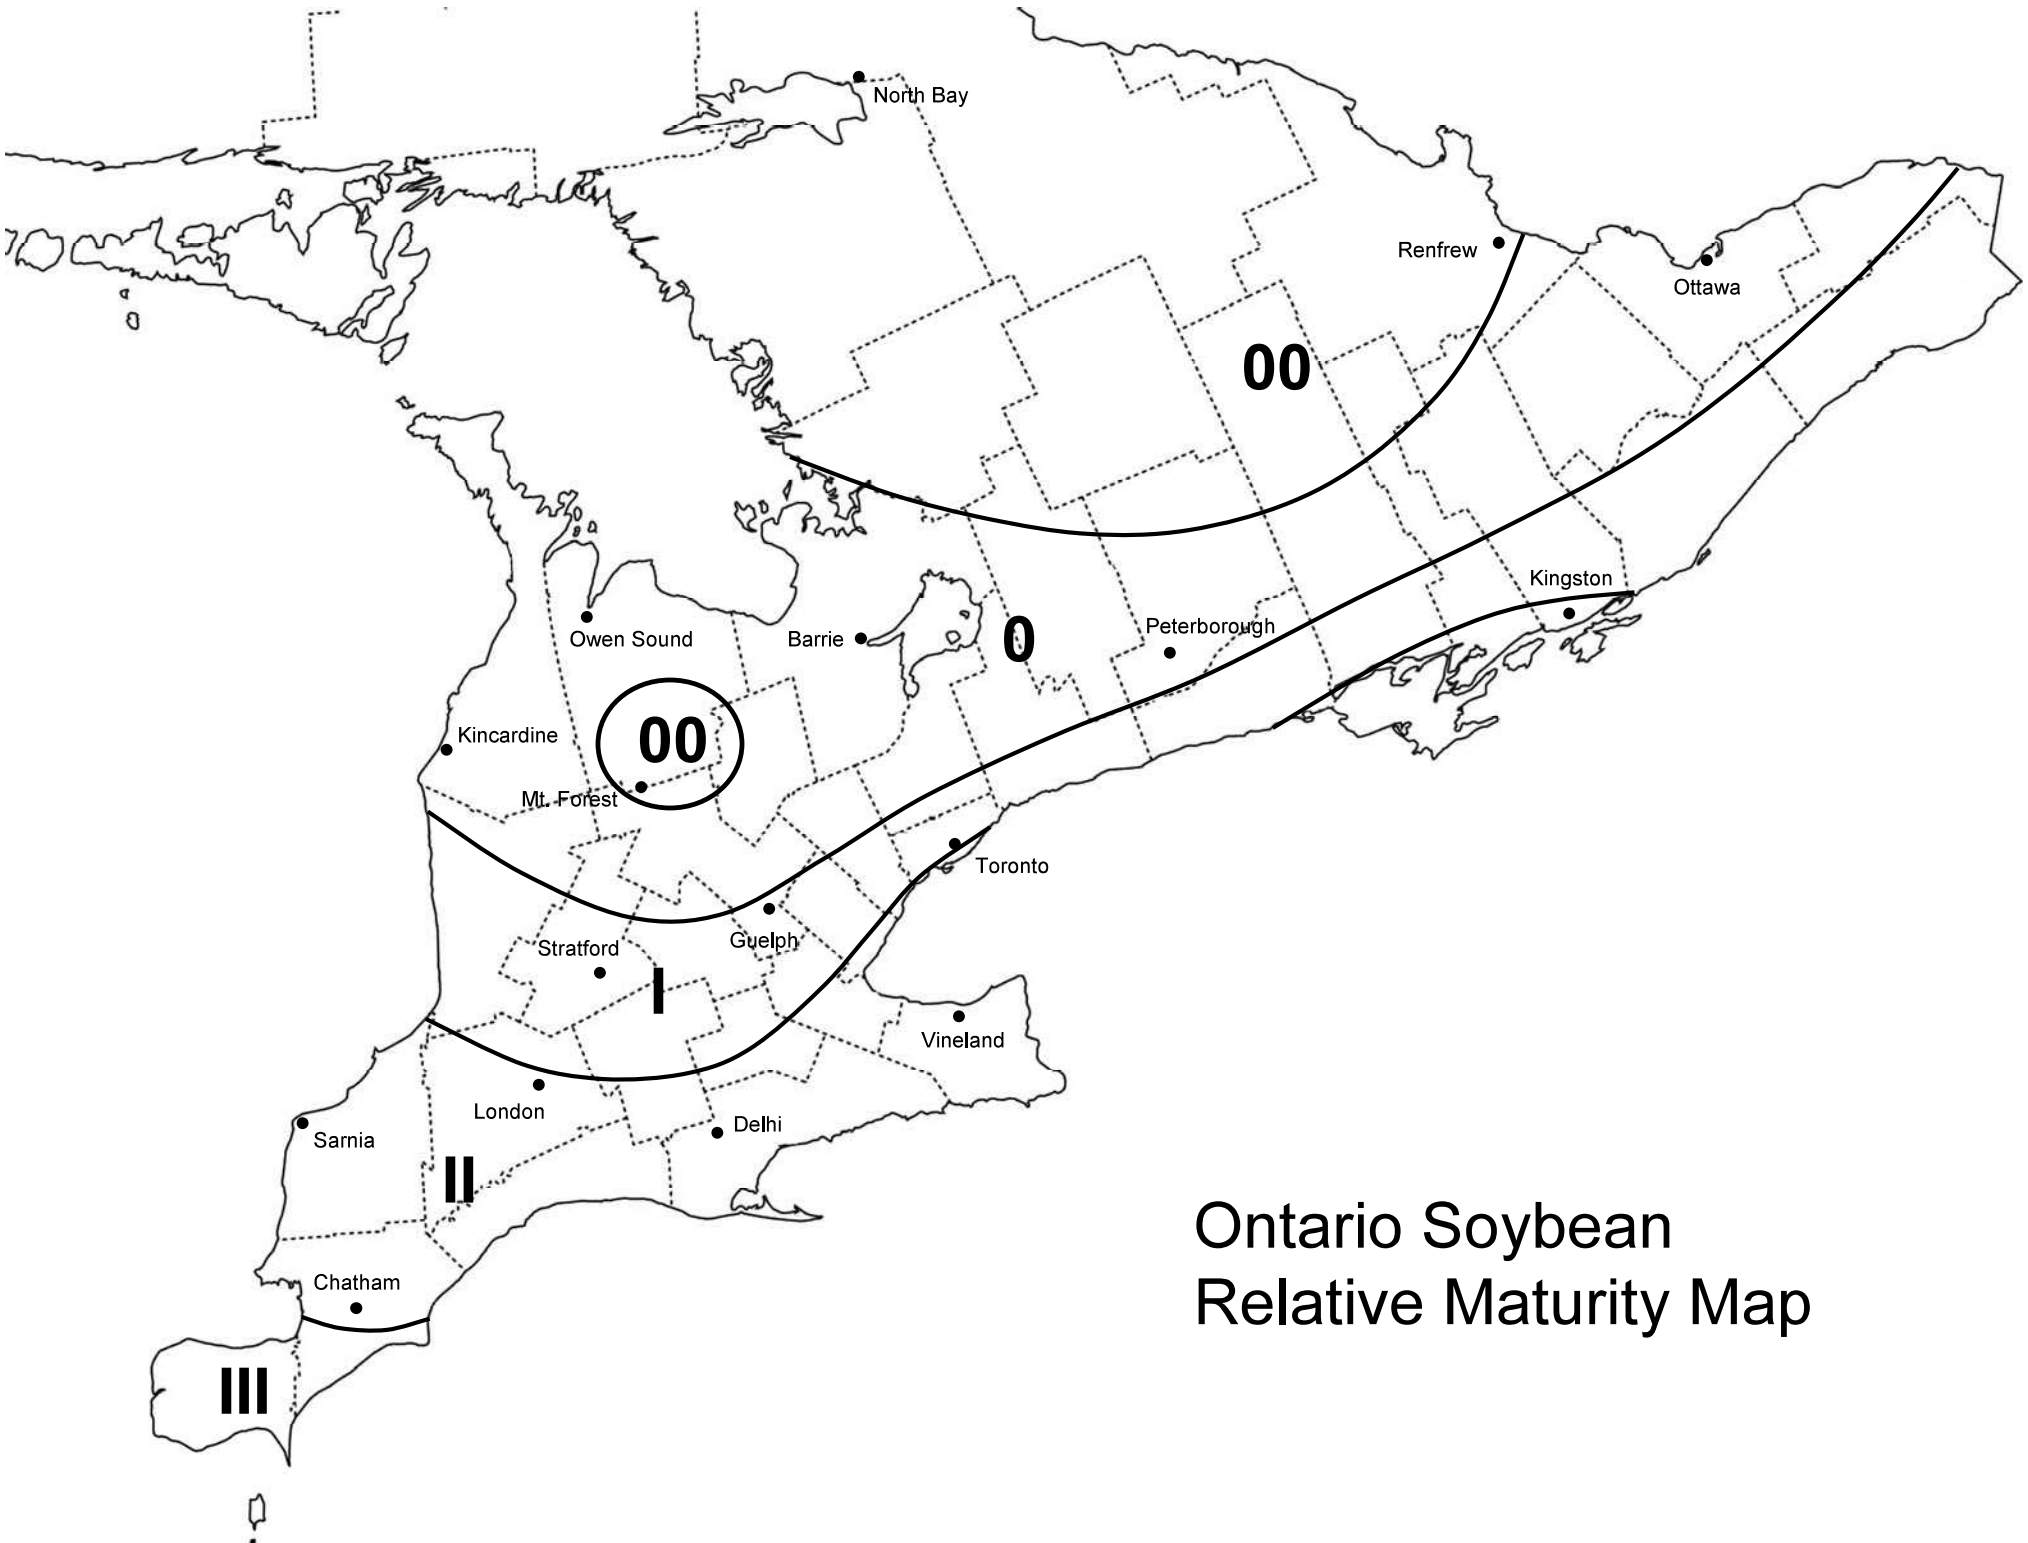 North Bay
Renfrew
Ottawa
00
Kingston
Owen Sound
Barrie
0
Peterborough
Kincardine
00
Mt. Forest
Toronto
Stratford
Guelph
I
Vineland
London
Delhi
Sarnia
II
Ontario Soybean
Relative Maturity Map
Chatham
III